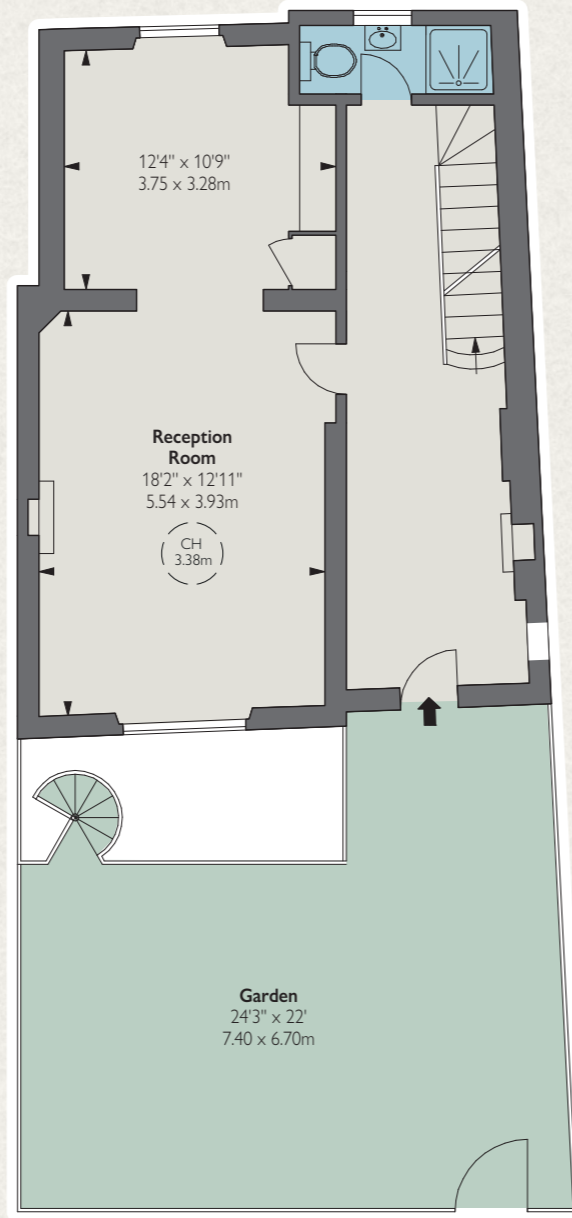 12'4" x 10'9"
3.75 x 3.28m
Reception
Room
18'2" x 12'11"
5.54 x 3.93m
CH
3.38m
Garden
24'3" x 22'
7.40 x 6.70m